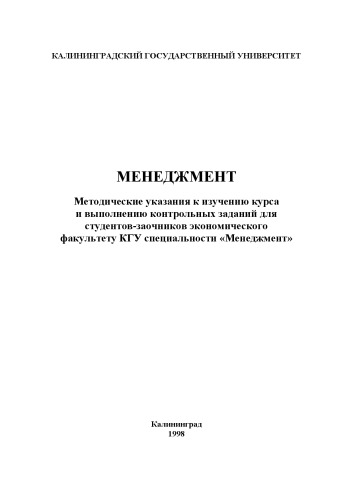 КАЛИНИНГРАДСКИЙ ГОСУДАРСТВЕННЫЙ УНИВЕРСИТЕТ
МЕНЕДЖМЕНТ
Методические указания к изучению курса
и выполнению контрольных заданий для
студентов-заочников экономического
факультету КГУ специальности «Менеджмент»
Калининград
1998